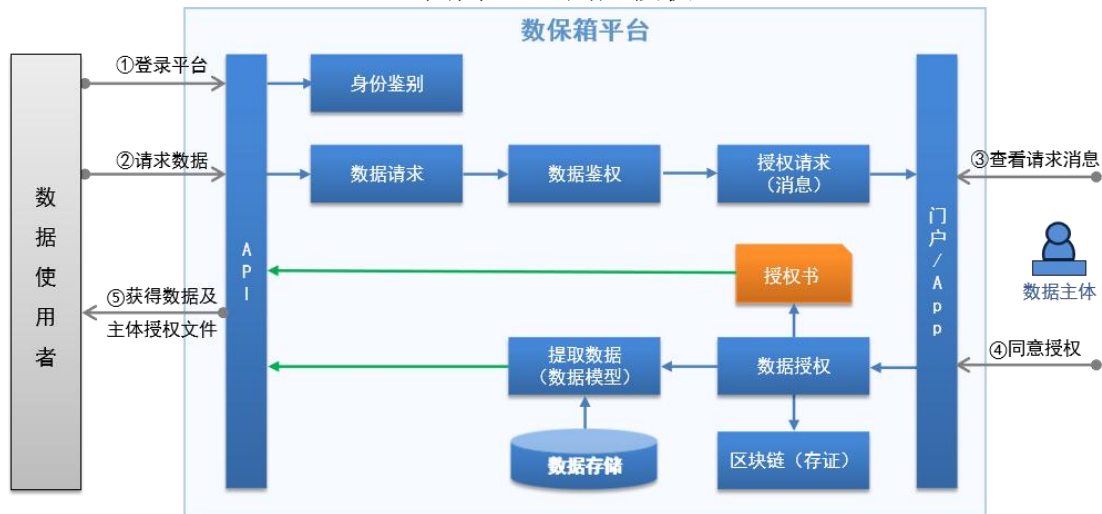 数保箱平台
①登录平台
身份鉴别
②请求数据
数据请求
数据鉴权
授权请求
（消息）
③查看请求消息
数据使用者
API
门户/App
授权书
数据主体
⑤获得数据及
主体授权文件
提取数据
（数据模型）
数据授权
④同意授权
数据存储
区块链（存证）